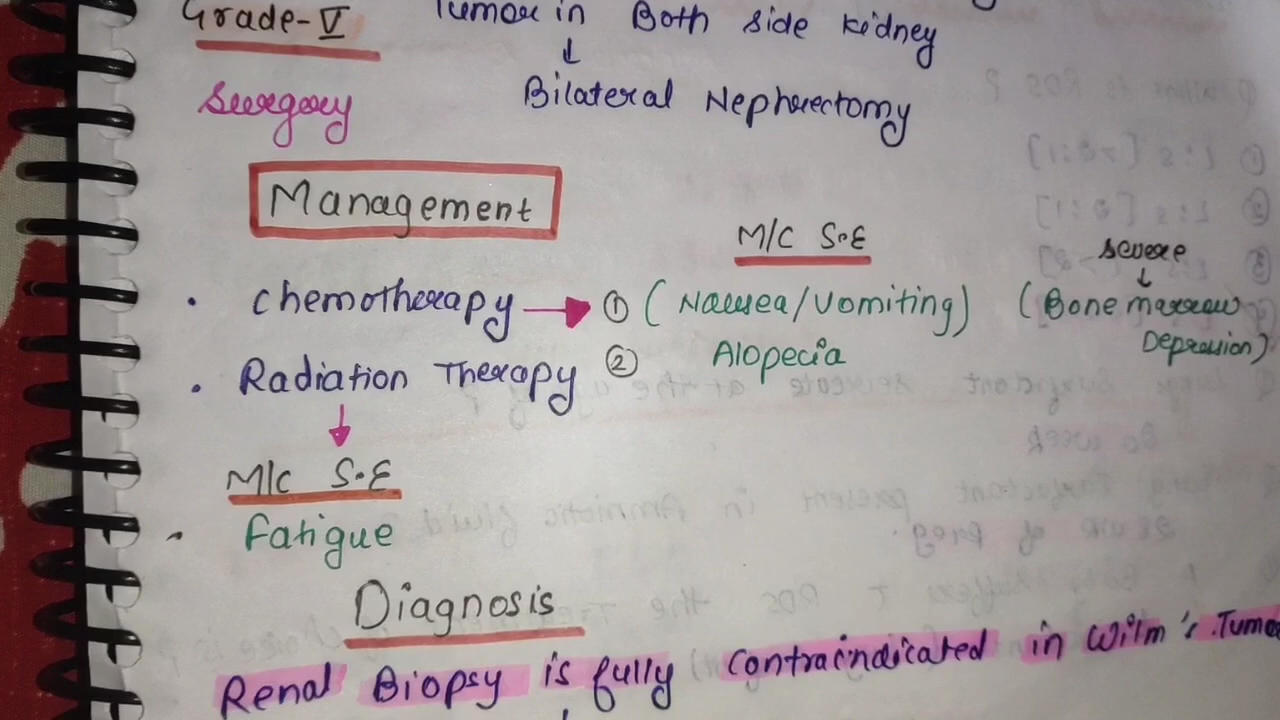 Grade-V Tumor in Both side kidney
↓
Surgery Bilateral Nephrectomy
Management
M/C S.E
severe
↓
• Chemotherapy → ① (Nausea/Vomiting) (Bone marrow Depression)
② Alopecia
• Radiation Therapy
↓
M/C S.E
• Fatigue
Diagnosis
Renal Biopsy is fully contraindicated in Wilm's Tumo